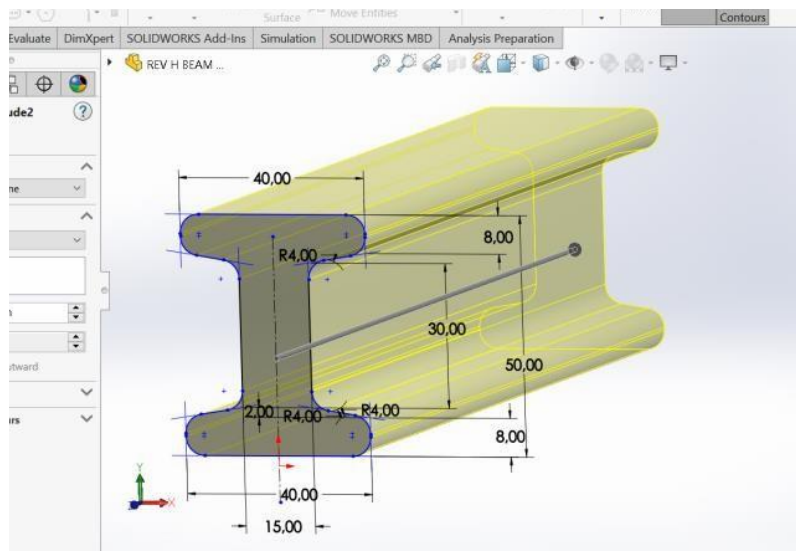 Surface
Move Entities
Contours
Evaluate DimXpert SOLIDWORKS Add-Ins Simulation SOLIDWORKS MBD Analysis Preparation
REV H BEAM ...
ude2
ne
40,00
8,00
R4,00
30,00
50,00
2,00 R4,00 R4,00
8,00
40,00
15,00
utward
urs
Y
X